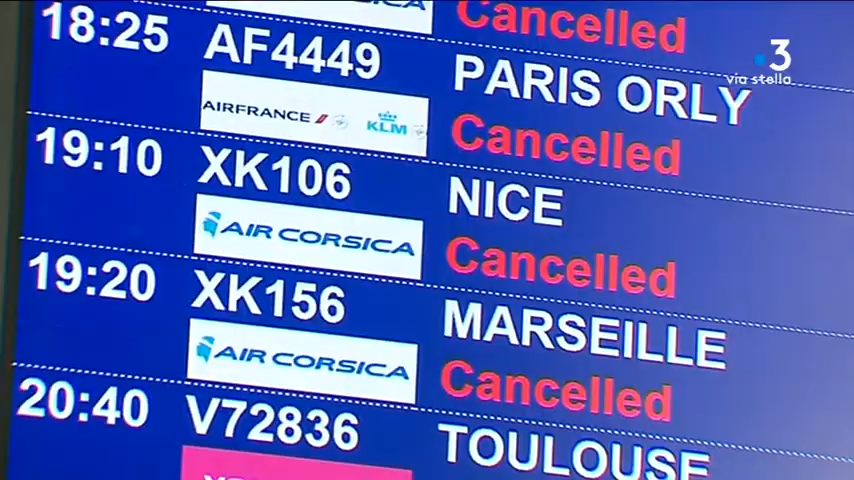 CORSICA
Cancelled
18:25 AF4449 PARIS ORLY
AIRFRANCE KLM
Cancelled
19:10 XK106 NICE
AIR CORSICA
Cancelled
19:20 XK156 MARSEILLE
AIR CORSICA
Cancelled
20:40 V72836 TOULOUSE
3
via stella